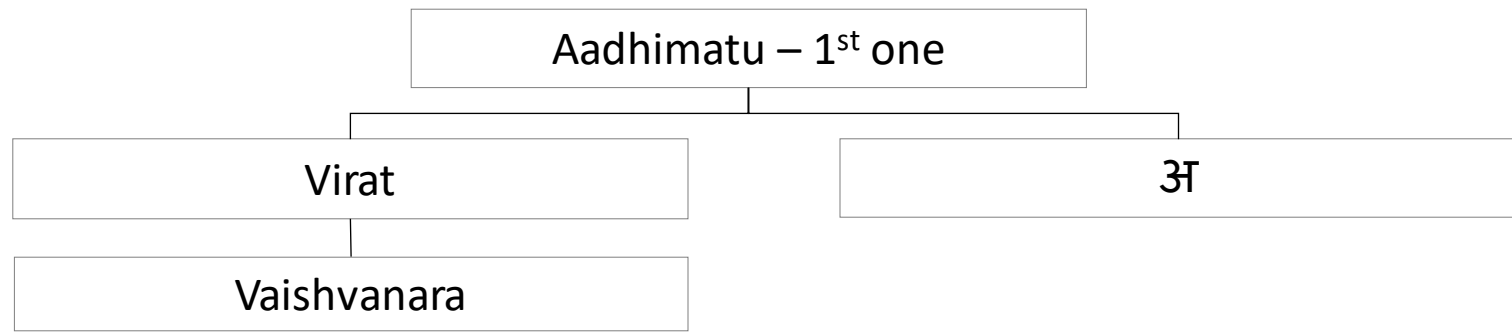 Aadhimatu – 1st one
Virat
अ
Vaishvanara